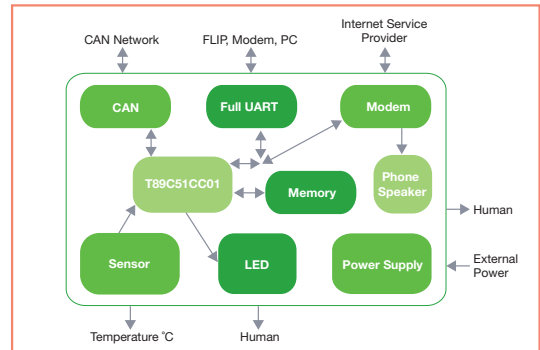 CAN Network
FLIP, Modem, PC
Internet Service
Provider
CAN
Full UART
Modem
T89C51CC01
Memory
Phone
Speaker
Human
Sensor
LED
Power Supply
External
Power
Temperature ˚C
Human